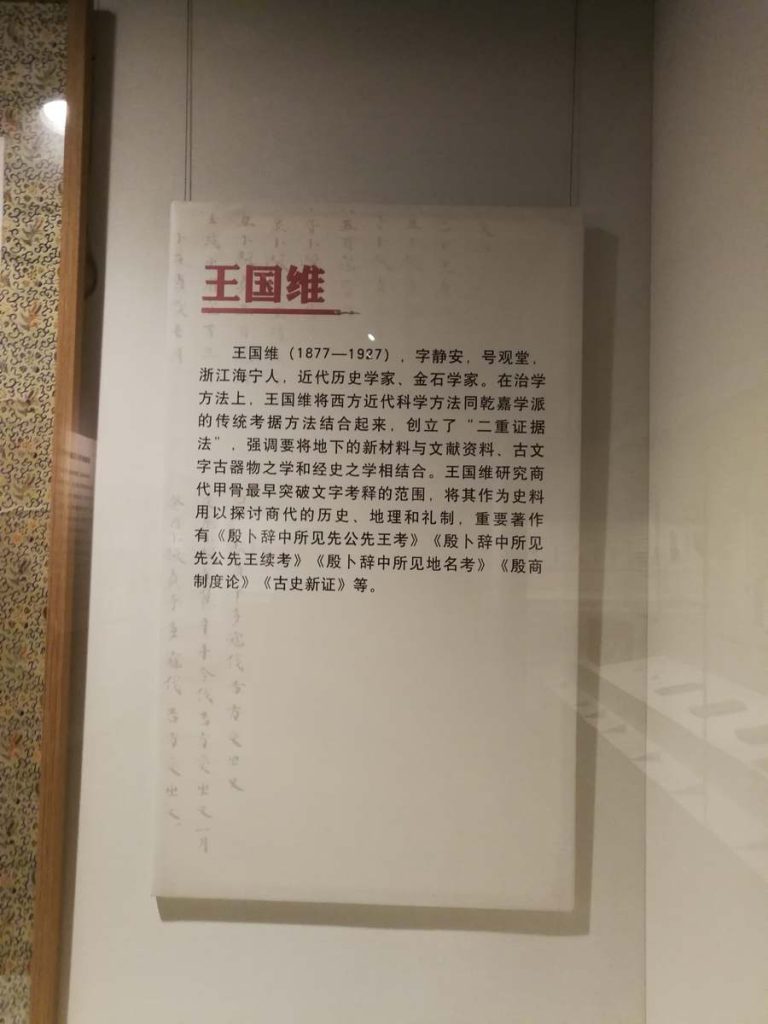 王国维
王国维（1877—1927），字静安，号观堂，
浙江海宁人，近代历史学家、金石学家。在治学
方法上，王国维将西方近代科学方法同乾嘉学派
的传统考据方法结合起来，创立了“二重证据
法”，强调要将地下的新材料与文献资料、古文
字古器物之学和经史之学相结合。王国维研究商
代甲骨最早突破文字考释的范围，将其作为史料
用以探讨商代的历史、地理和礼制，重要著作
有《殷卜辞中所见先公先王考》《殷卜辞中所见
先公先王续考》《殷卜辞中所见地名考》《殷商
制度论》《古史新证》等。